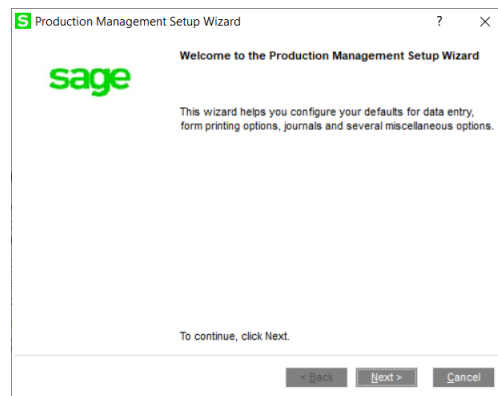 S Production Management Setup Wizard ? ×
sage
Welcome to the Production Management Setup Wizard
This wizard helps you configure your defaults for data entry,
form printing options, journals and several miscellaneous options.
To continue, click Next.
< Back Next > Cancel